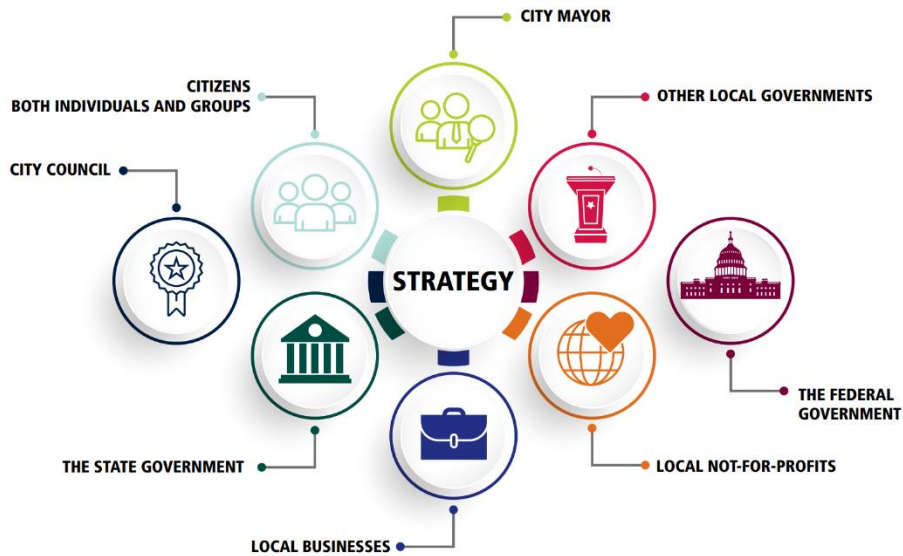 CITY MAYOR
CITIZENS
BOTH INDIVIDUALS AND GROUPS
OTHER LOCAL GOVERNMENTS
CITY COUNCIL
STRATEGY
THE FEDERAL
GOVERNMENT
THE STATE GOVERNMENT
LOCAL NOT-FOR-PROFITS
LOCAL BUSINESSES